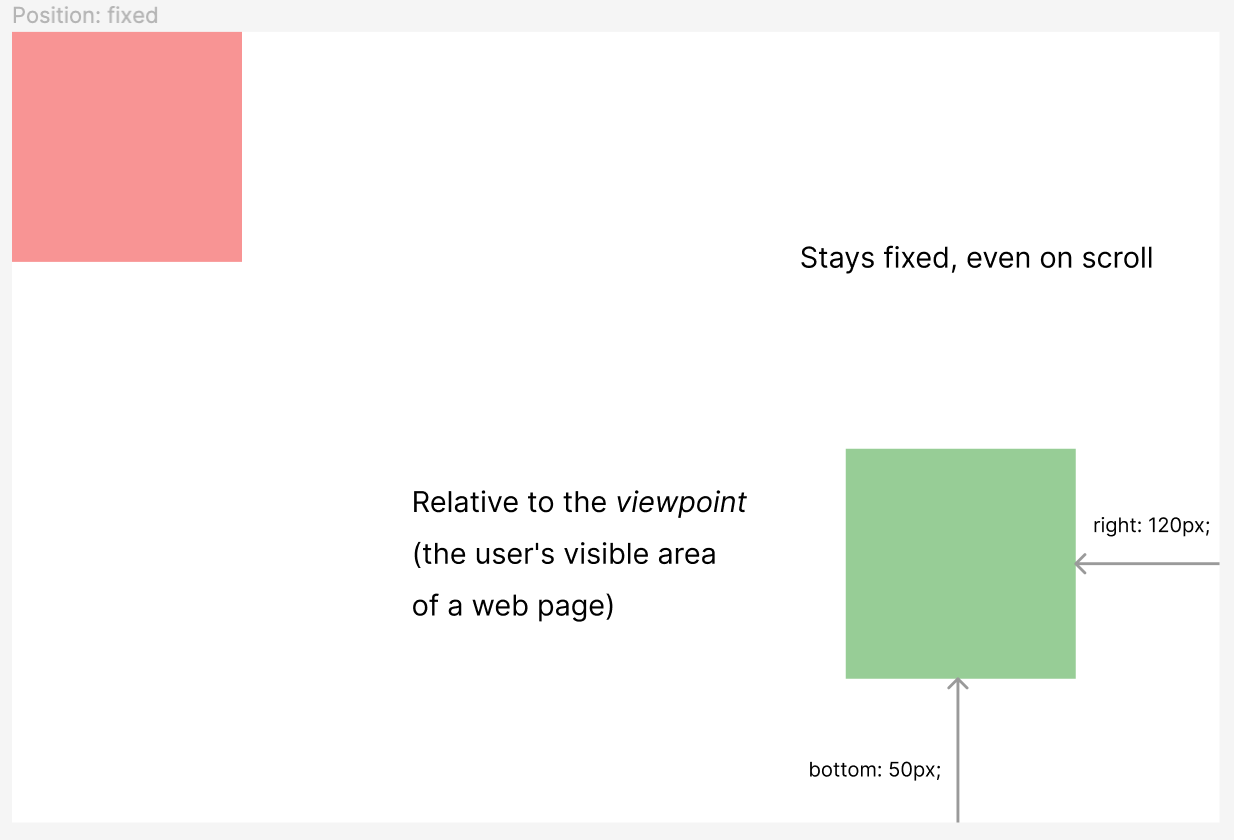 Position: fixed
Stays fixed, even on scroll
Relative to the viewpoint
(the user's visible area
of a web page)
right: 120px;
bottom: 50px;